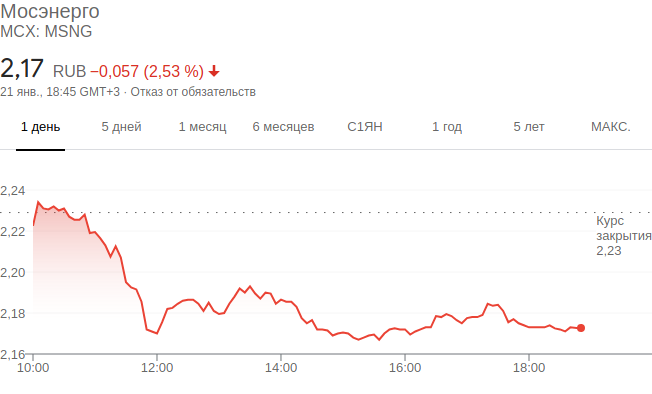 Мосэнерго
MCX: MSNG
2,17 RUB −0,057 (2,53 %)
21 янв., 18:45 GMT+3 · Отказ от обязательств
1 день 5 дней 1 месяц 6 месяцев С1ЯН 1 год 5 лет МАКС.
2,24
Курс
2,22
закрытия
2,23
2,20
2,18
2,16
10:00 12:00 14:00 16:00 18:00